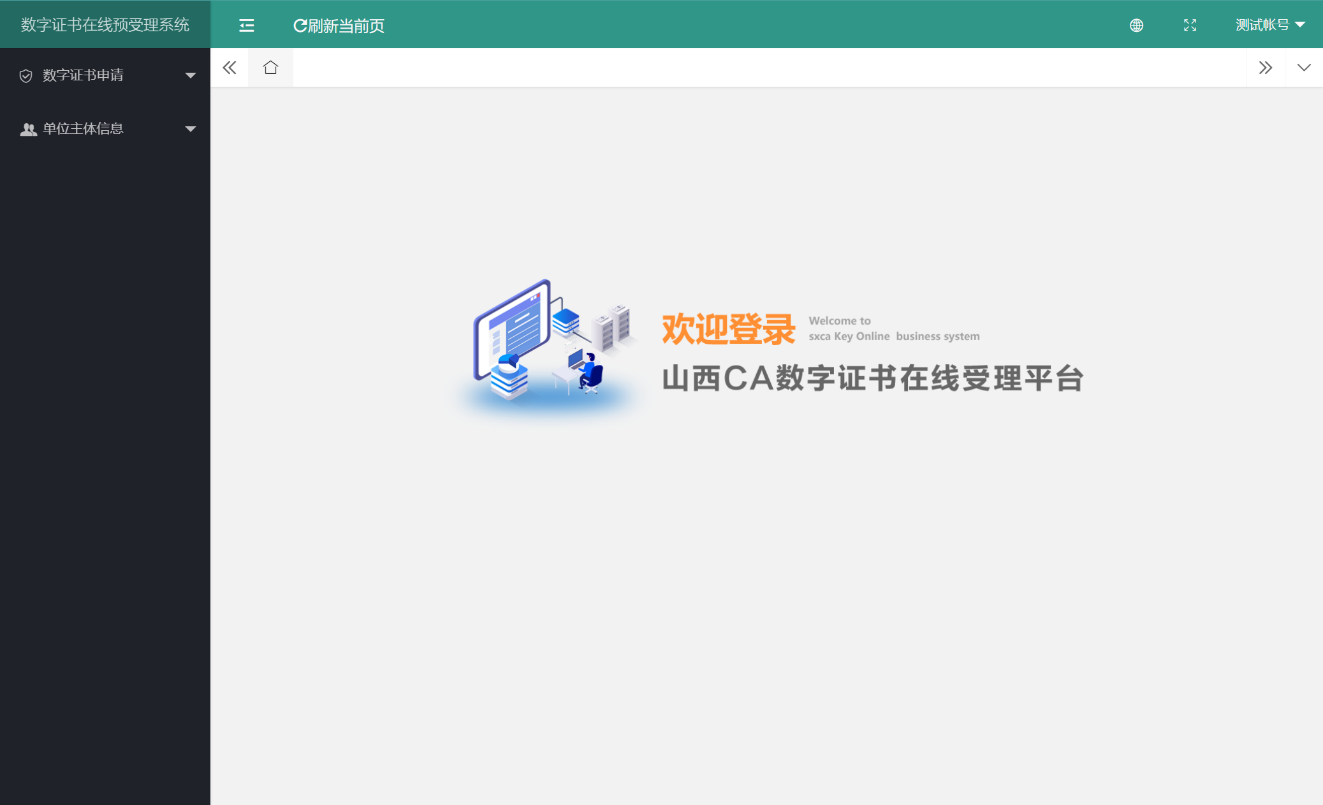 数字证书在线预受理系统
刷新当前页
测试帐号
数字证书申请
单位主体信息
欢迎登录
Welcome to
sxca Key Online business system
山西CA数字证书在线受理平台